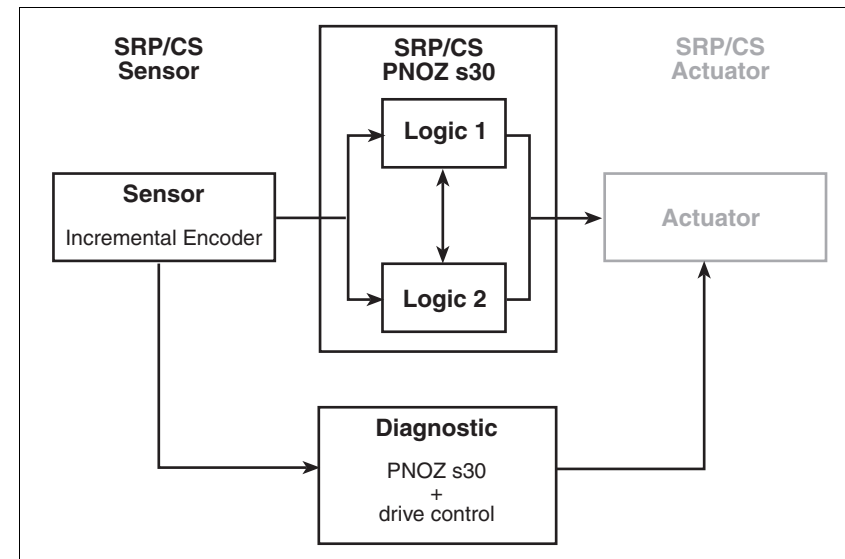 SRP/CS
Sensor
SRP/CS
PNOZ s30
SRP/CS
Actuator
Logic 1
Sensor
Incremental Encoder
Actuator
Logic 2
Diagnostic
PNOZ s30
+
drive control